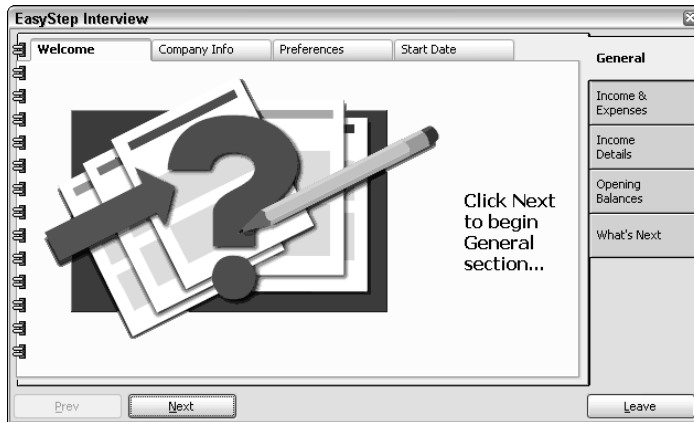 EasyStep Interview
Welcome
Company Info
Preferences
Start Date
General
Income &
Expenses
Income
Details
Opening
Balances
What's Next
Click Next
to begin
General
section...
Prev
Next
Leave